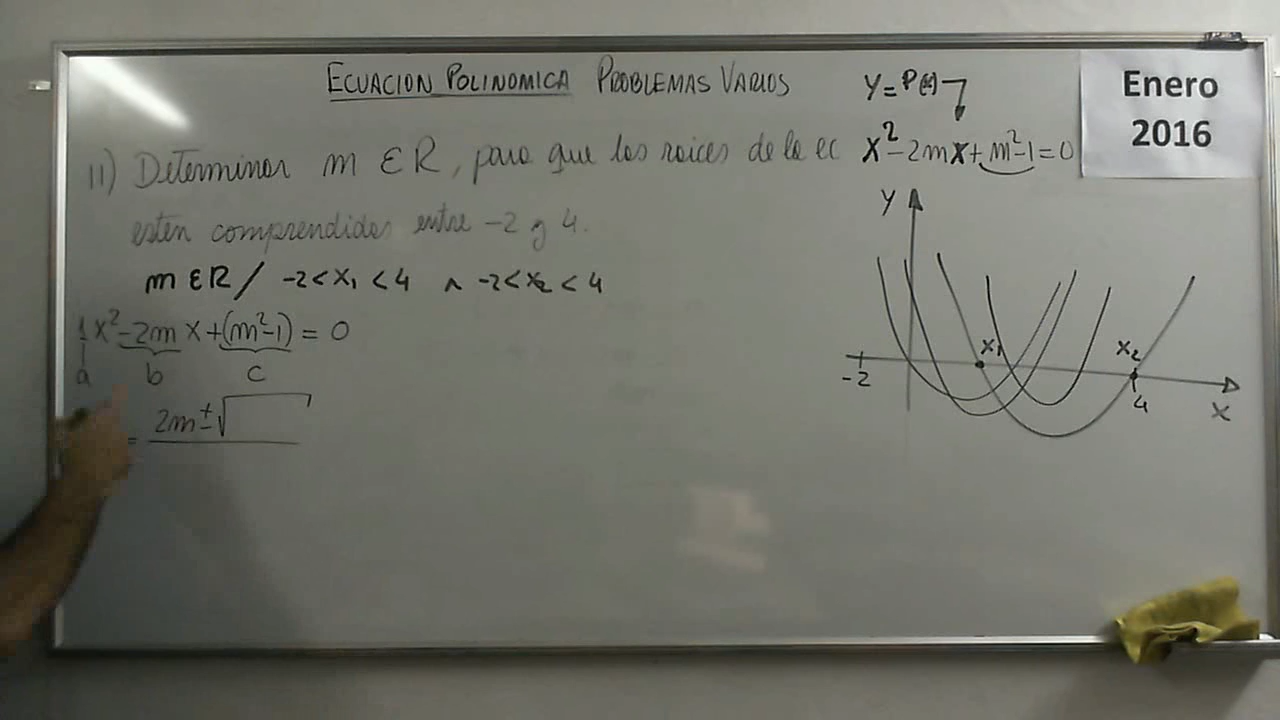 ECUACION POLINOMICA PROBLEMAS VARIOS
Y=P(x)
Enero
2016
11) Determinar m ∈ R, para que las raices de la ec x²-2mx+m²-1=0
esten comprendidas entre -2 y 4.
m ∈ R / -2<x₁<4 ∧ -2<x₂<4
1x²-2mx+(m²-1)=0
a b c
= 2m±√
Y
x₁ x₂
-2 4
X